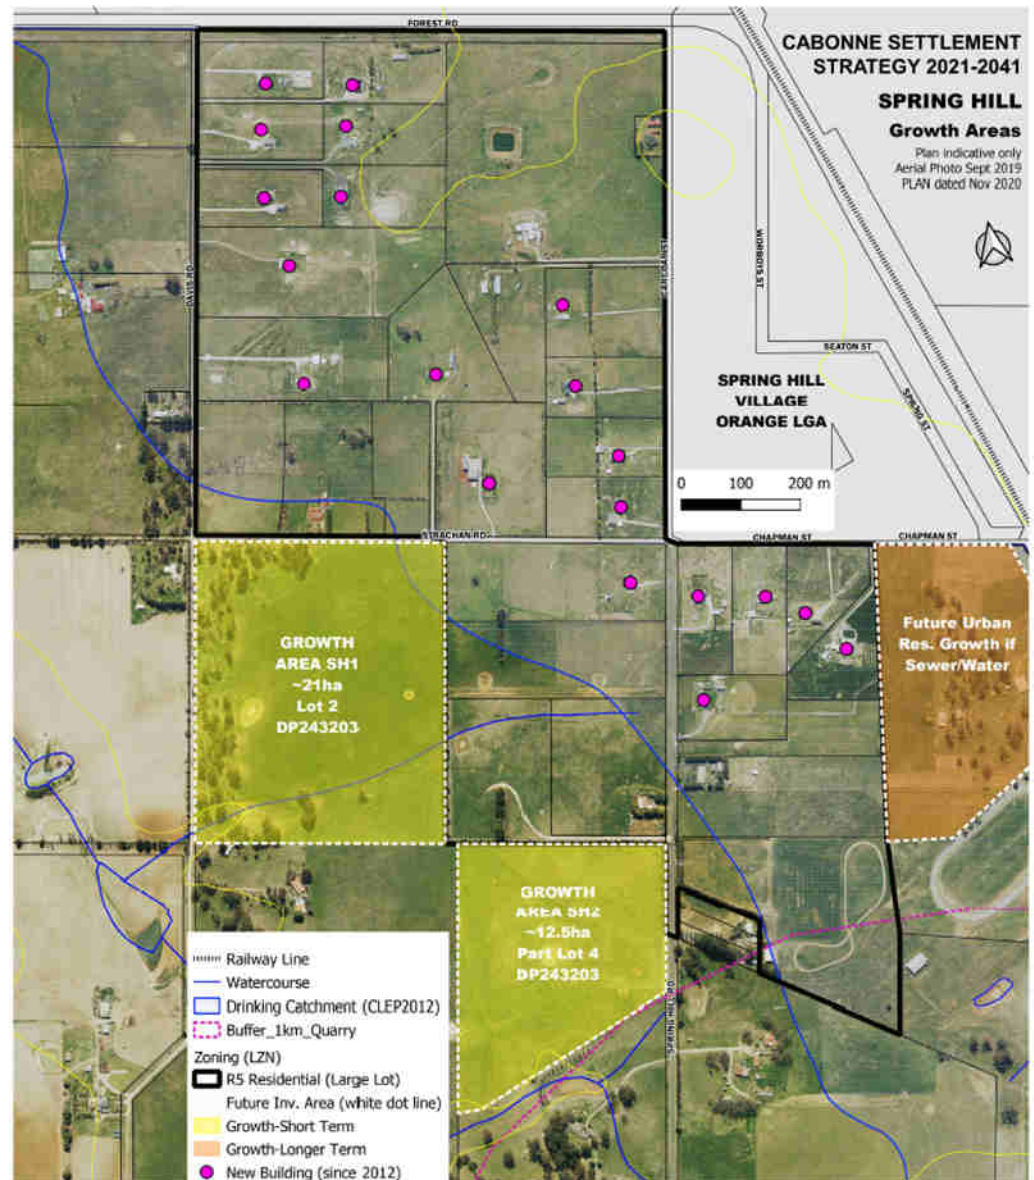 FOREST RD
CABONNE SETTLEMENT
STRATEGY 2021-2041
SPRING HILL
Growth Areas
Plan indicative only
Aerial Photo Sept 2019
PLAN dated Nov 2020
DAVIS RD
CARCOAR ST
WORBOYS ST
SEATON ST
SPRING ST
SPRING HILL
VILLAGE
ORANGE LGA
0 100 200 m
STRACHAN RD
CHAPMAN ST
CHAPMAN ST
GROWTH
AREA SH1
~21ha
Lot 2
DP243203
Future Urban
Res. Growth if
Sewer/Water
GROWTH
AREA SH2
~12.5ha
Part Lot 4
DP243203
SPRING HILL RD
Railway Line
Watercourse
Drinking Catchment (CLEP2012)
Buffer_1km_Quarry
Zoning (LZN)
R5 Residential (Large Lot)
Future Inv. Area (white dot line)
Growth-Short Term
Growth-Longer Term
New Building (since 2012)